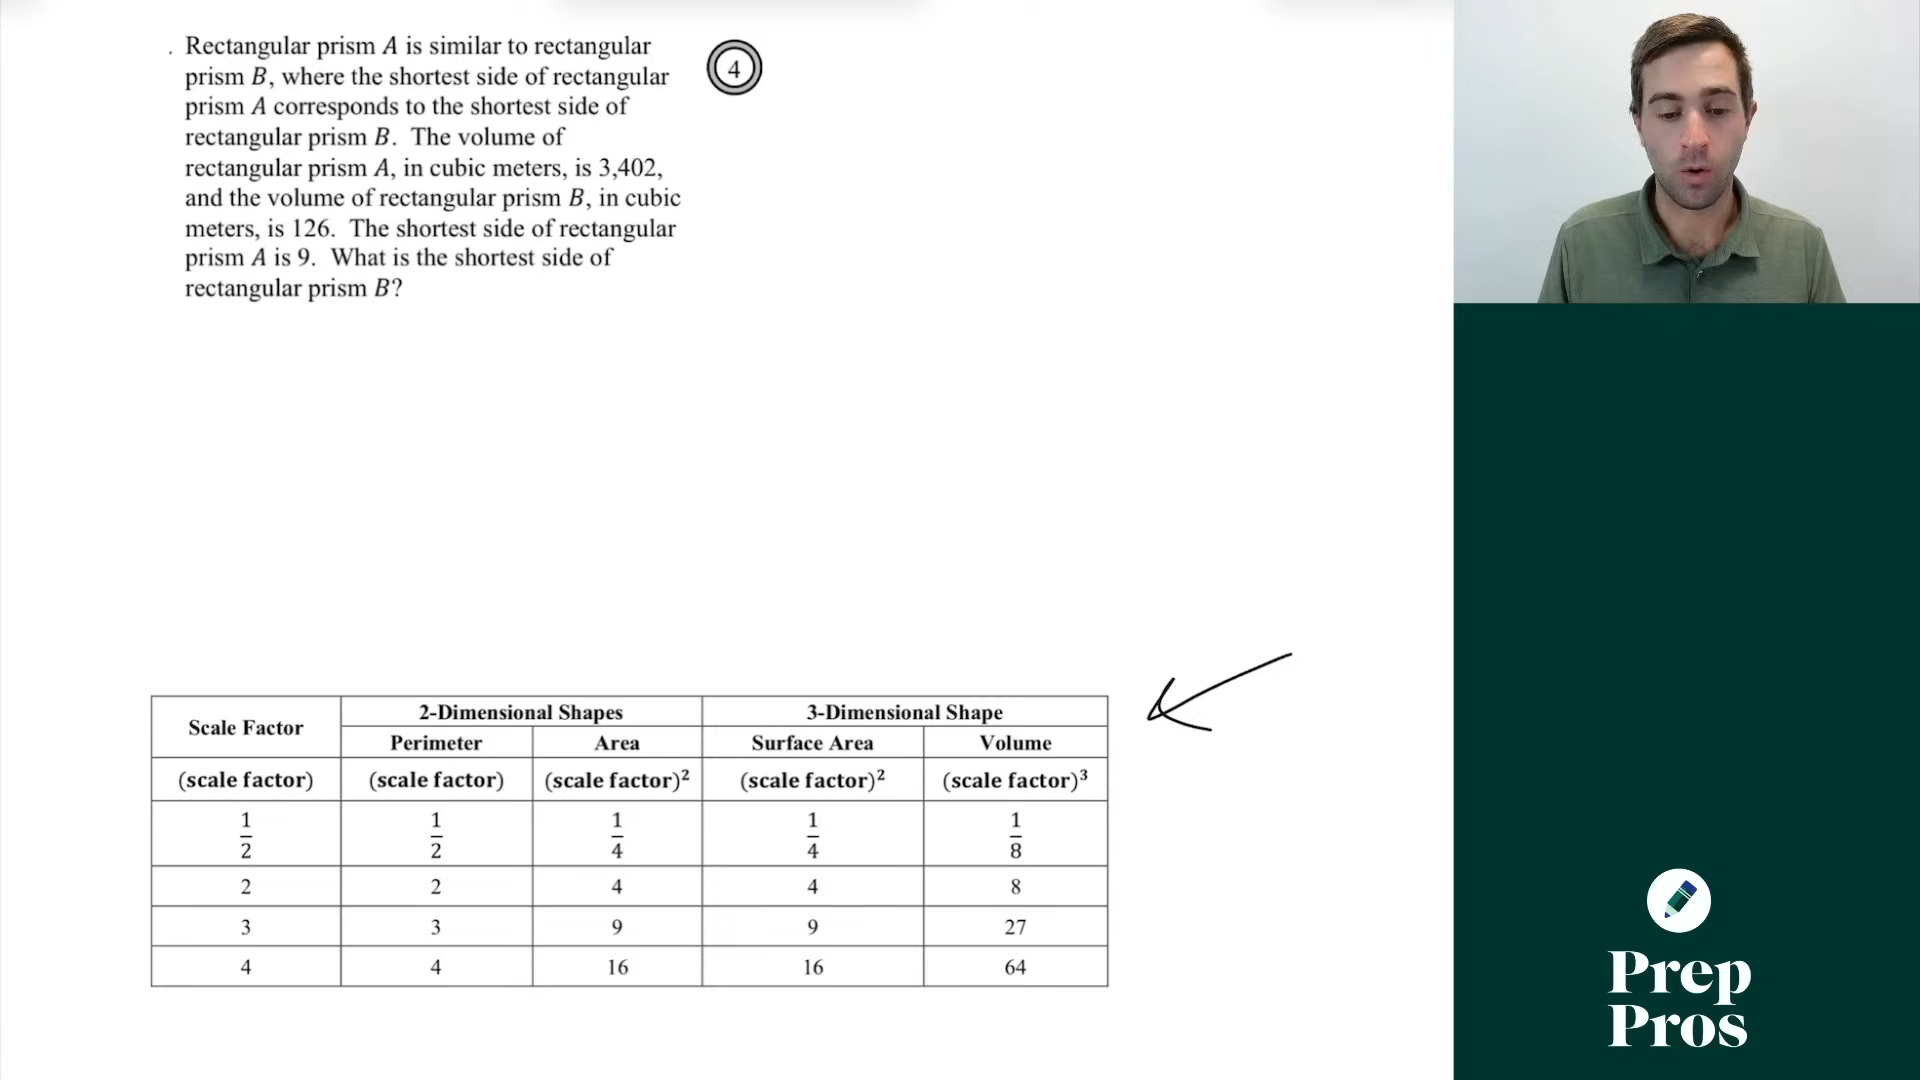 . Rectangular prism A is similar to rectangular
prism B, where the shortest side of rectangular
prism A corresponds to the shortest side of
rectangular prism B. The volume of
rectangular prism A, in cubic meters, is 3,402,
and the volume of rectangular prism B, in cubic
meters, is 126. The shortest side of rectangular
prism A is 9. What is the shortest side of
rectangular prism B?
4
Scale Factor 2-Dimensional Shapes 3-Dimensional Shape
Perimeter Area Surface Area Volume
(scale factor) (scale factor) (scale factor)² (scale factor)² (scale factor)³
1/2 1/2 1/4 1/4 1/8
2 2 4 4 8
3 3 9 9 27
4 4 16 16 64
Prep
Pros